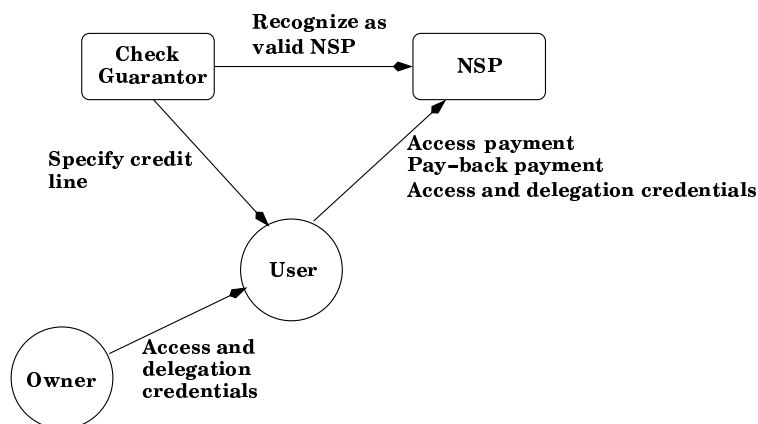 Recognize as
valid NSP
Check
Guarantor
NSP
Specify credit
line
Access payment
Pay-back payment
Access and delegation credentials
User
Access and
delegation
credentials
Owner